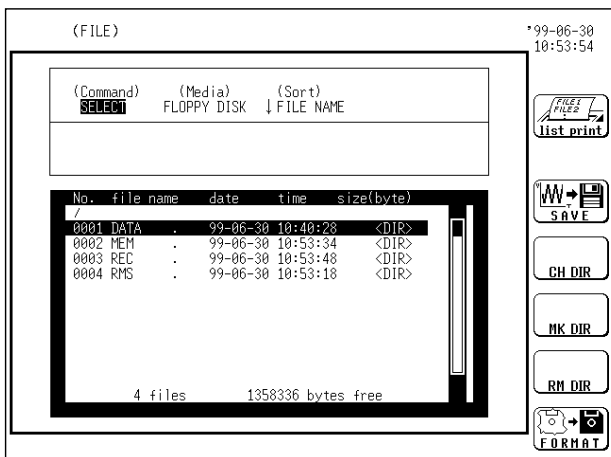 (FILE)
'99-06-30
10:53:54
(Command) (Media) (Sort)
SELECT FLOPPY DISK ↓FILE NAME
No. file name date time size(byte)
/
0001 DATA . 99-06-30 10:40:28 <DIR>
0002 MEM . 99-06-30 10:53:34 <DIR>
0003 REC . 99-06-30 10:53:48 <DIR>
0004 RMS . 99-06-30 10:53:18 <DIR>
4 files 1358336 bytes free
FILE1
FILE2
list print
SAVE
CH DIR
MK DIR
RM DIR
FORMAT